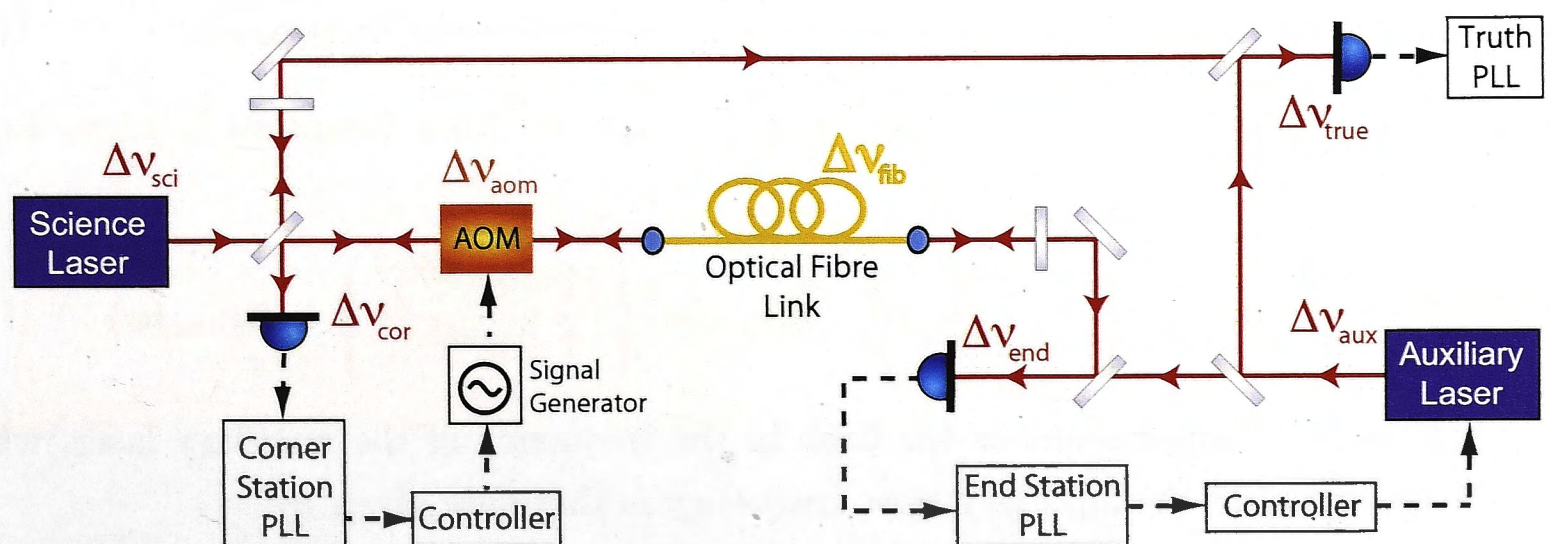 Truth
PLL
Δν_true
Δν_sci
Δν_aom
Δν_fib
Science
Laser
AOM
Optical Fibre
Link
Δν_cor
Δν_end
Δν_aux
Auxiliary
Laser
Signal
Generator
Corner
Station
PLL
Controller
End Station
PLL
Controller